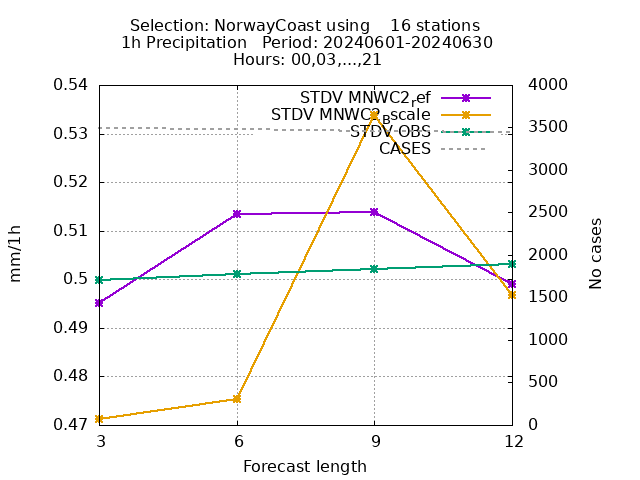 Selection: NorwayCoast using    16 stations
1h Precipitation   Period: 20240601-20240630
Hours: 00,03,...,21
STDV MNWC2_ref
STDV MNWC2_Bscale
STDV OBS
CASES
0.54
0.53
0.52
0.51
0.5
0.49
0.48
0.47
4000
3500
3000
2500
2000
1500
1000
500
0
mm/1h
No cases
3
6
9
12
Forecast length